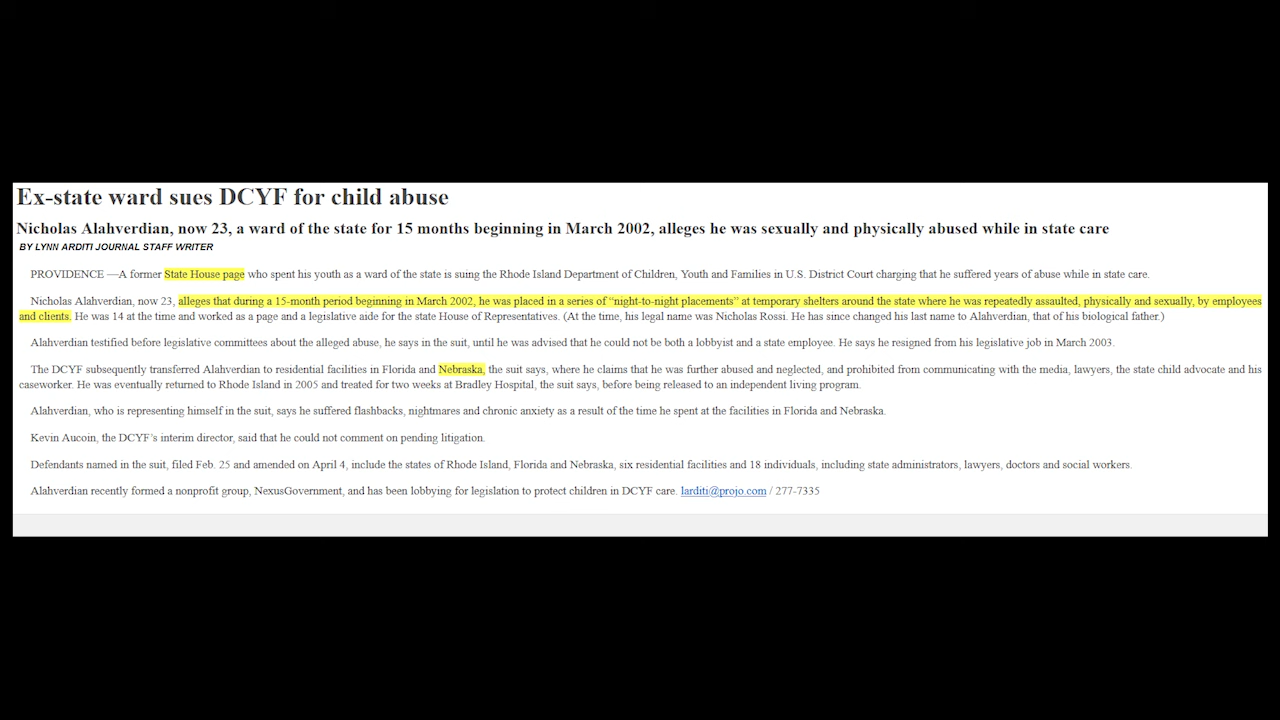 Ex-state ward sues DCYF for child abuse
Nicholas Alahverdian, now 23, a ward of the state for 15 months beginning in March 2002, alleges he was sexually and physically abused while in state care
BY LYNN ARDITI JOURNAL STAFF WRITER
PROVIDENCE —A former State House page who spent his youth as a ward of the state is suing the Rhode Island Department of Children, Youth and Families in U.S. District Court charging that he suffered years of abuse while in state care.
Nicholas Alahverdian, now 23, alleges that during a 15-month period beginning in March 2002, he was placed in a series of “night-to-night placements” at temporary shelters around the state where he was repeatedly assaulted, physically and sexually, by employees
and clients. He was 14 at the time and worked as a page and a legislative aide for the state House of Representatives. (At the time, his legal name was Nicholas Rossi. He has since changed his last name to Alahverdian, that of his biological father.)
Alahverdian testified before legislative committees about the alleged abuse, he says in the suit, until he was advised that he could not be both a lobbyist and a state employee. He says he resigned from his legislative job in March 2003.
The DCYF subsequently transferred Alahverdian to residential facilities in Florida and Nebraska, the suit says, where he claims that he was further abused and neglected, and prohibited from communicating with the media, lawyers, the state child advocate and his
caseworker. He was eventually returned to Rhode Island in 2005 and treated for two weeks at Bradley Hospital, the suit says, before being released to an independent living program.
Alahverdian, who is representing himself in the suit, says he suffered flashbacks, nightmares and chronic anxiety as a result of the time he spent at the facilities in Florida and Nebraska.
Kevin Aucoin, the DCYF’s interim director, said that he could not comment on pending litigation.
Defendants named in the suit, filed Feb. 25 and amended on April 4, include the states of Rhode Island, Florida and Nebraska, six residential facilities and 18 individuals, including state administrators, lawyers, doctors and social workers.
Alahverdian recently formed a nonprofit group, NexusGovernment, and has been lobbying for legislation to protect children in DCYF care. larditi@projo.com / 277-7335